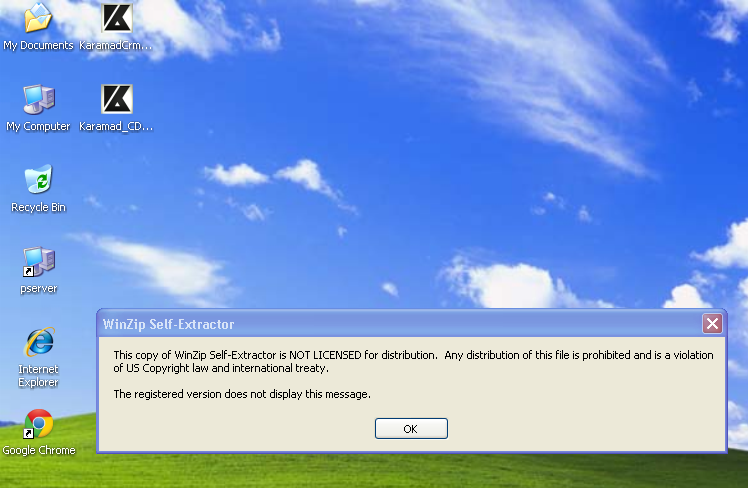 My Documents
KaramadCrm...
My Computer
Karamad_CD...
Recycle Bin
pserver
Internet
Explorer
Google Chrome
WinZip Self-Extractor
This copy of WinZip Self-Extractor is NOT LICENSED for distribution.  Any distribution of this file is prohibited and is a violation
of US Copyright law and international treaty.
The registered version does not display this message.
OK